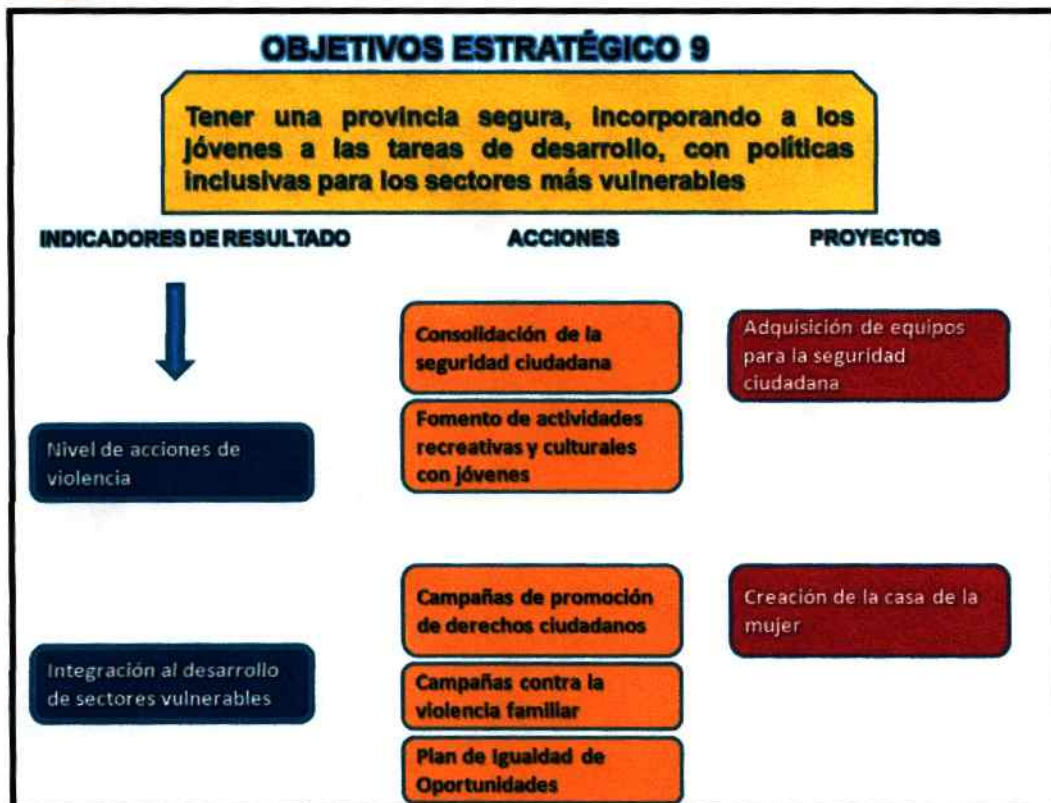 OBJETIVOS ESTRATÉGICO 9
Tener una provincia segura, incorporando a los
jóvenes a las tareas de desarrollo, con políticas
inclusivas para los sectores más vulnerables
INDICADORES DE RESULTADO
ACCIONES
PROYECTOS
Nivel de acciones de
violencia
Consolidación de la
seguridad ciudadana
Fomento de actividades
recreativas y culturales
con jóvenes
Adquisición de equipos
para la seguridad
ciudadana
Integración al desarrollo
de sectores vulnerables
Campañas de promoción
de derechos ciudadanos
Campañas contra la
violencia familiar
Plan de Igualdad de
Oportunidades
Creación de la casa de la
mujer